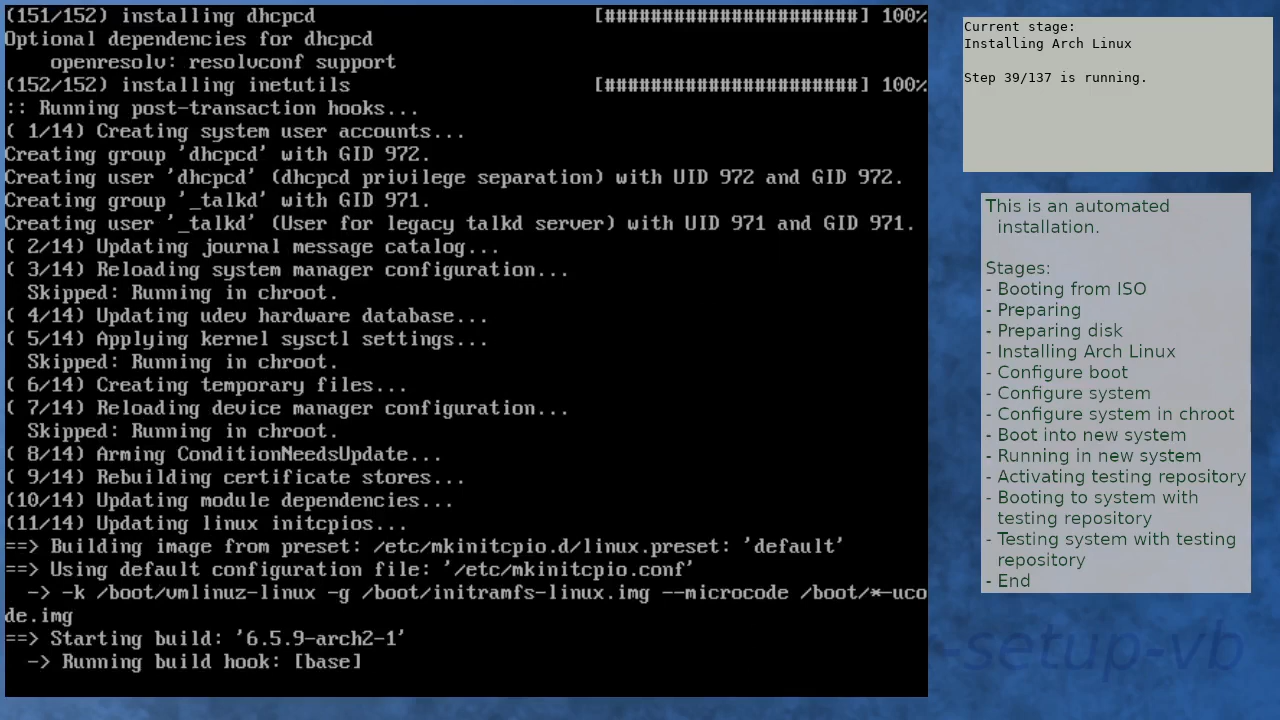 (151/152) installing dhcpcd [######################] 100%
Optional dependencies for dhcpcd
openresolv: resolvconf support
(152/152) installing inetutils [######################] 100%
:: Running post-transaction hooks...
( 1/14) Creating system user accounts...
Creating group 'dhcpcd' with GID 972.
Creating user 'dhcpcd' (dhcpcd privilege separation) with UID 972 and GID 972.
Creating group '_talkd' with GID 971.
Creating user '_talkd' (User for legacy talkd server) with UID 971 and GID 971.
( 2/14) Updating journal message catalog...
( 3/14) Reloading system manager configuration...
Skipped: Running in chroot.
( 4/14) Updating udev hardware database...
( 5/14) Applying kernel sysctl settings...
Skipped: Running in chroot.
( 6/14) Creating temporary files...
( 7/14) Reloading device manager configuration...
Skipped: Running in chroot.
( 8/14) Arming ConditionNeedsUpdate...
( 9/14) Rebuilding certificate stores...
(10/14) Updating module dependencies...
(11/14) Updating linux initcpios...
==> Building image from preset: /etc/mkinitcpio.d/linux.preset: 'default'
==> Using default configuration file: '/etc/mkinitcpio.conf'
-> -k /boot/vmlinuz-linux -g /boot/initramfs-linux.img --microcode /boot/*-uco
de.img
==> Starting build: '6.5.9-arch2-1'
-> Running build hook: [base]
Current stage:
Installing Arch Linux
Step 39/137 is running.
This is an automated
installation.
Stages:
- Booting from ISO
- Preparing
- Preparing disk
- Installing Arch Linux
- Configure boot
- Configure system
- Configure system in chroot
- Boot into new system
- Running in new system
- Activating testing repository
- Booting to system with
testing repository
- Testing system with testing
repository
- End
-setup-vb